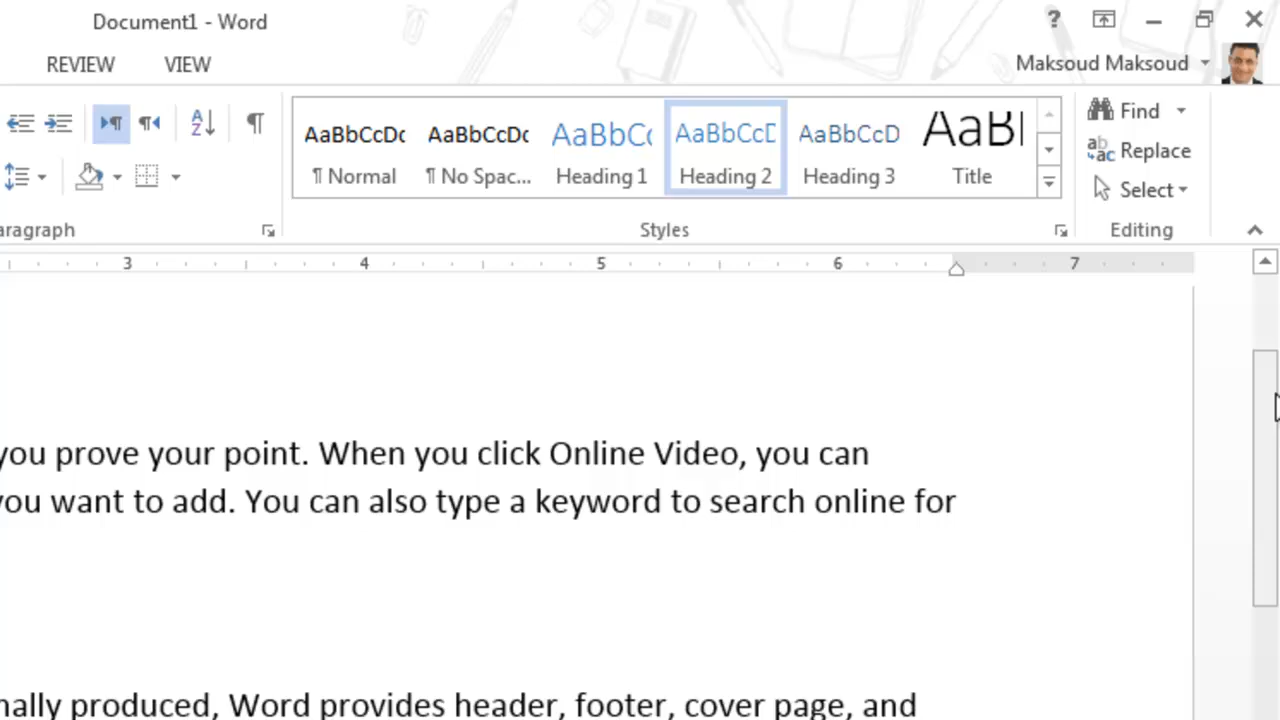 Document1 - Word
?
REVIEW VIEW
Maksoud Maksoud
AaBbCcDc AaBbCcDc AaBbCc AaBbCcD AaBbCcD AaB
¶ Normal ¶ No Spac... Heading 1 Heading 2 Heading 3 Title
Find
Replace
Select
aragraph Styles Editing
3 4 5 6 7
you prove your point. When you click Online Video, you can
you want to add. You can also type a keyword to search online for
nally produced, Word provides header, footer, cover page, and